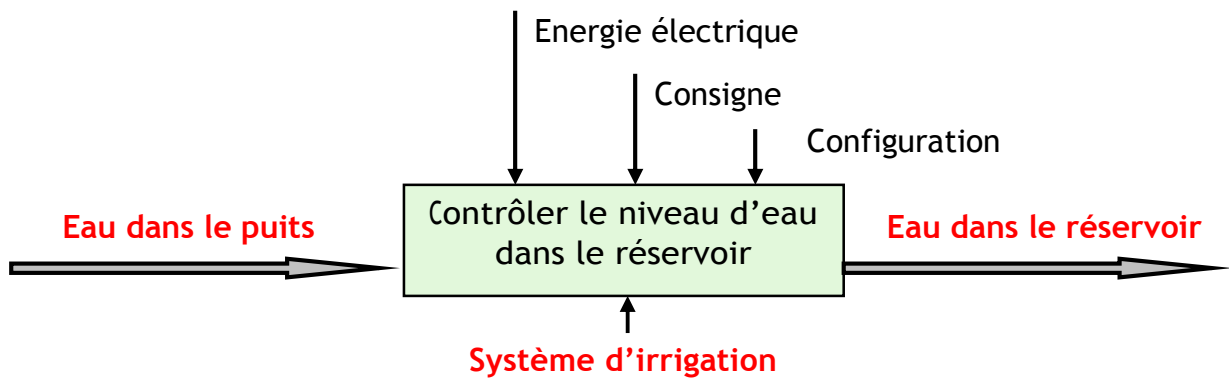 Energie électrique
Consigne
Configuration
Eau dans le puits
Contrôler le niveau d’eau
dans le réservoir
Eau dans le réservoir
Système d’irrigation